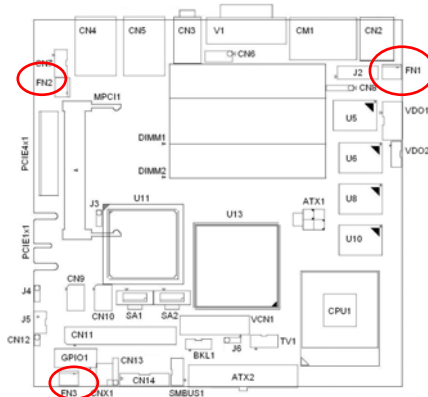 CN4 CN5 CN3 V1 CM1 CN2
CN7 CN6 J2 FN1
FN2 CN8
MPCI1 U5 VDO1
PCIE4x1 DIMM1 U6 VDO2
DIMM2
U11 ATX1 U8
J3 U13
PCIE1x1 U10
CN9
J4 CN10 SA1 SA2 CPU1
J5 VCN1
CN12 CN11 J6 TV1
GPIO1 CN13 BKL1
CN14 ATX2
FN3 CNX1 SMBUS1